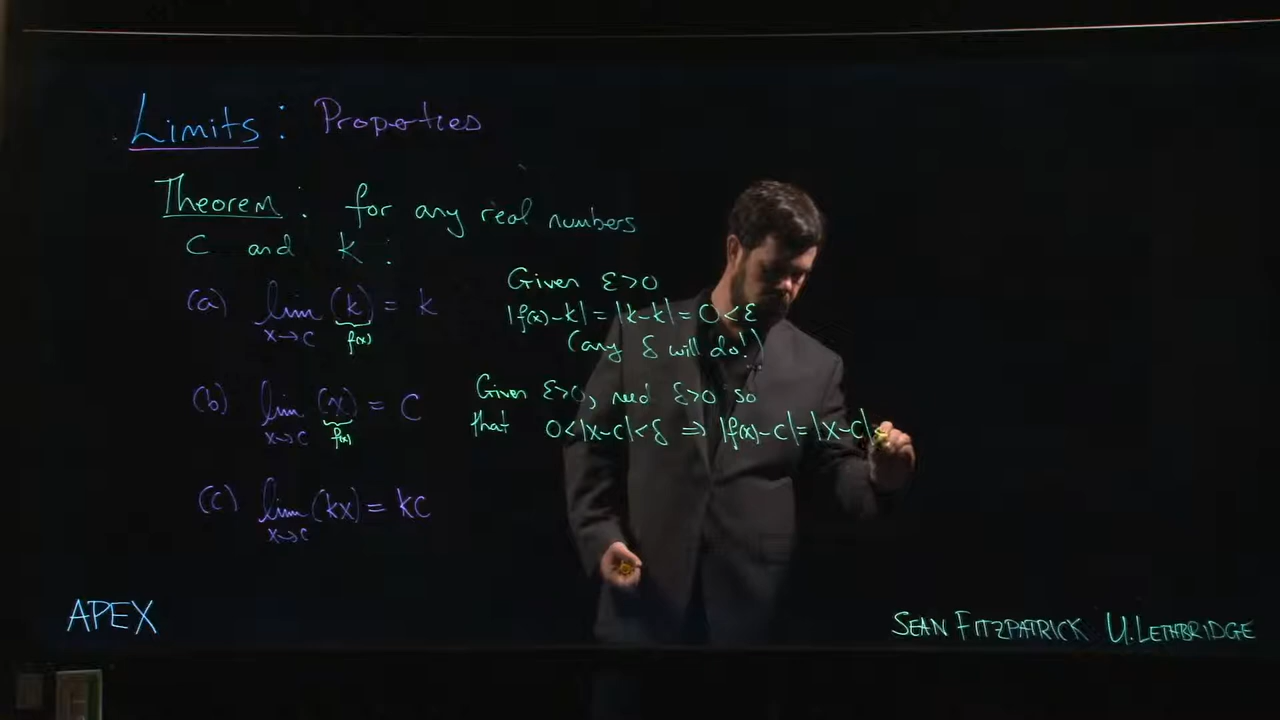 Limits: Properties
Theorem: for any real numbers
c and k:
(a) lim x→c (k) = k
f(x)
Given ε>0
|f(x)-k| = |k-k| = 0 < ε
(any δ will do!)
(b) lim x→c (x) = c
f(x)
Given ε>0, need δ>0 so
that 0<|x-c|<δ ⇒ |f(x)-c|=|x-c|
(c) lim x→c (kx) = kc
APEX
SEAN FITZPATRICK U. LETHBRIDGE